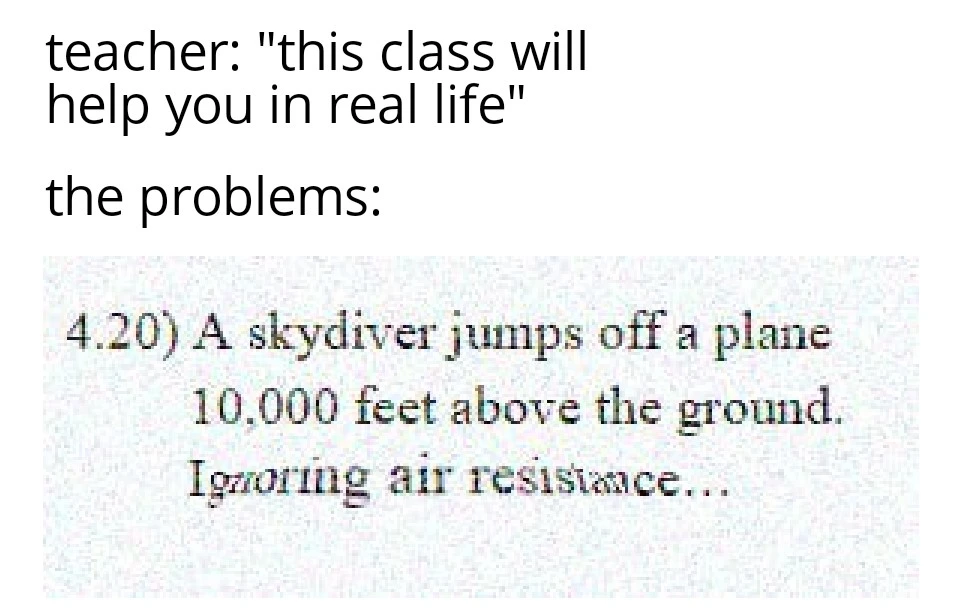 teacher: "this class will
help you in real life"
the problems:
4.20) A skydiver jumps off a plane
10,000 feet above the ground.
Ignoring air resistance...